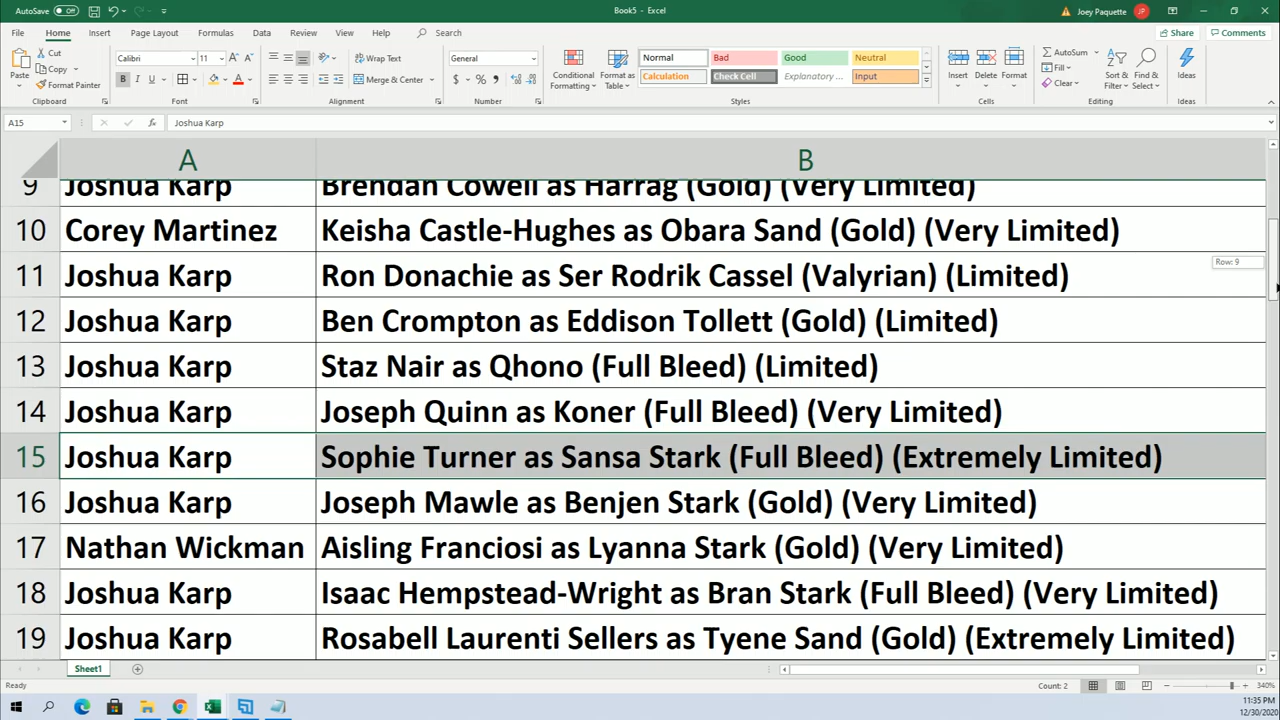 AutoSave Off Book5 - Excel Joey Paquette JP
File Home Insert Page Layout Formulas Data Review View Help Search Share Comments
Paste Cut Copy Format Painter Clipboard
Calibri 11 A A B I U A Font
Wrap Text Merge & Center Alignment
General $ % , Number
Conditional Formatting Format as Table
Normal Bad Good Neutral
Calculation Check Cell Explanatory ... Input
Styles
Insert Delete Format Cells
AutoSum Fill Clear Sort & Filter Find & Select Editing
Ideas Ideas
A15 fx Joshua Karp
A B
9 Joshua Karp Brendan Cowell as Harrag (Gold) (Very Limited)
10 Corey Martinez Keisha Castle-Hughes as Obara Sand (Gold) (Very Limited)
Row: 9
11 Joshua Karp Ron Donachie as Ser Rodrik Cassel (Valyrian) (Limited)
12 Joshua Karp Ben Crompton as Eddison Tollett (Gold) (Limited)
13 Joshua Karp Staz Nair as Qhono (Full Bleed) (Limited)
14 Joshua Karp Joseph Quinn as Koner (Full Bleed) (Very Limited)
15 Joshua Karp Sophie Turner as Sansa Stark (Full Bleed) (Extremely Limited)
16 Joshua Karp Joseph Mawle as Benjen Stark (Gold) (Very Limited)
17 Nathan Wickman Aisling Franciosi as Lyanna Stark (Gold) (Very Limited)
18 Joshua Karp Isaac Hempstead-Wright as Bran Stark (Full Bleed) (Very Limited)
19 Joshua Karp Rosabell Laurenti Sellers as Tyene Sand (Gold) (Extremely Limited)
Sheet1
Ready Count: 2 340%
11:35 PM
12/30/2020